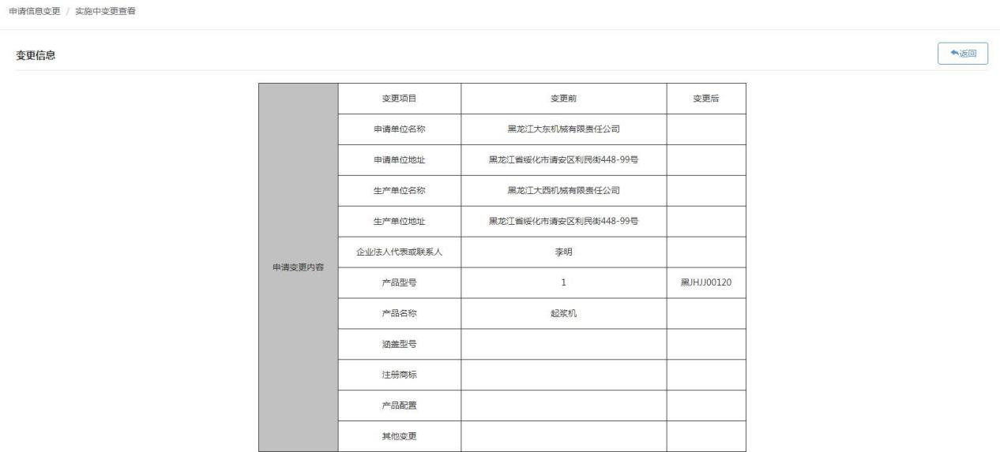 申请信息变更 / 实施中变更查看
变更信息
返回
变更项目 变更前 变更后
申请单位名称 黑龙江大东机械有限责任公司
申请单位地址 黑龙江省绥化市请安区利民街448-99号
生产单位名称 黑龙江大西机械有限责任公司
生产单位地址 黑龙江省绥化市请安区利民街448-99号
企业法人代表或联系人 李明
申请变更内容
产品型号 1 黑JHJJ00120
产品名称 起浆机
涵盖型号
注册商标
产品配置
其他变更